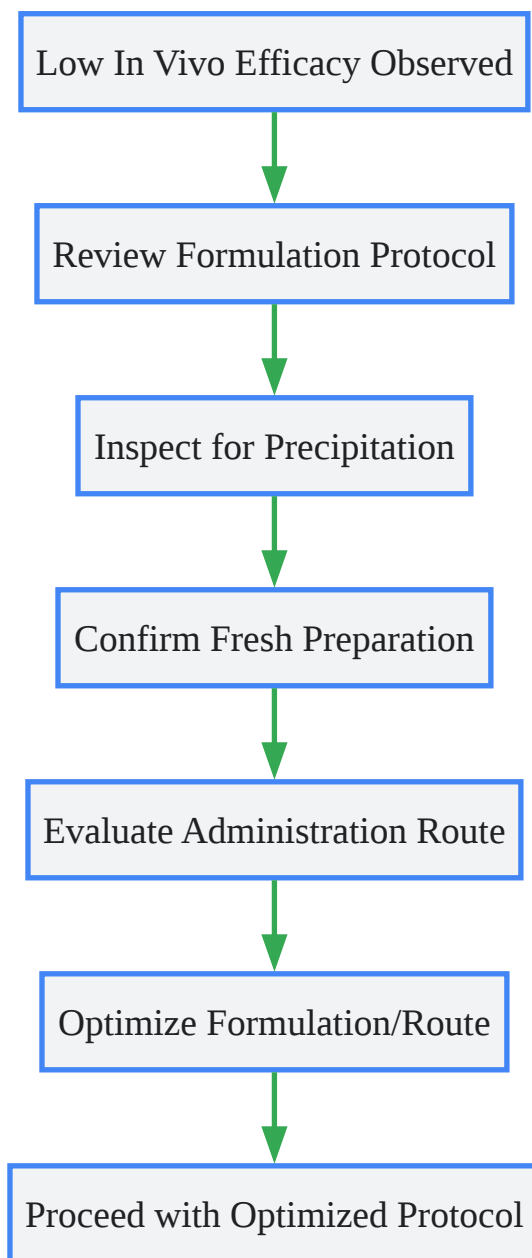 Low In Vivo Efficacy Observed
Review Formulation Protocol
Inspect for Precipitation
Confirm Fresh Preparation
Evaluate Administration Route
Optimize Formulation/Route
Proceed with Optimized Protocol